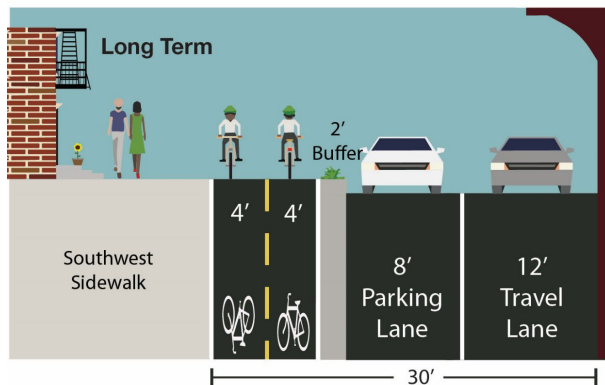 Long Term
2’
Buffer
4’
4’
Southwest
Sidewalk
8’
Parking
Lane
12’
Travel
Lane
30’